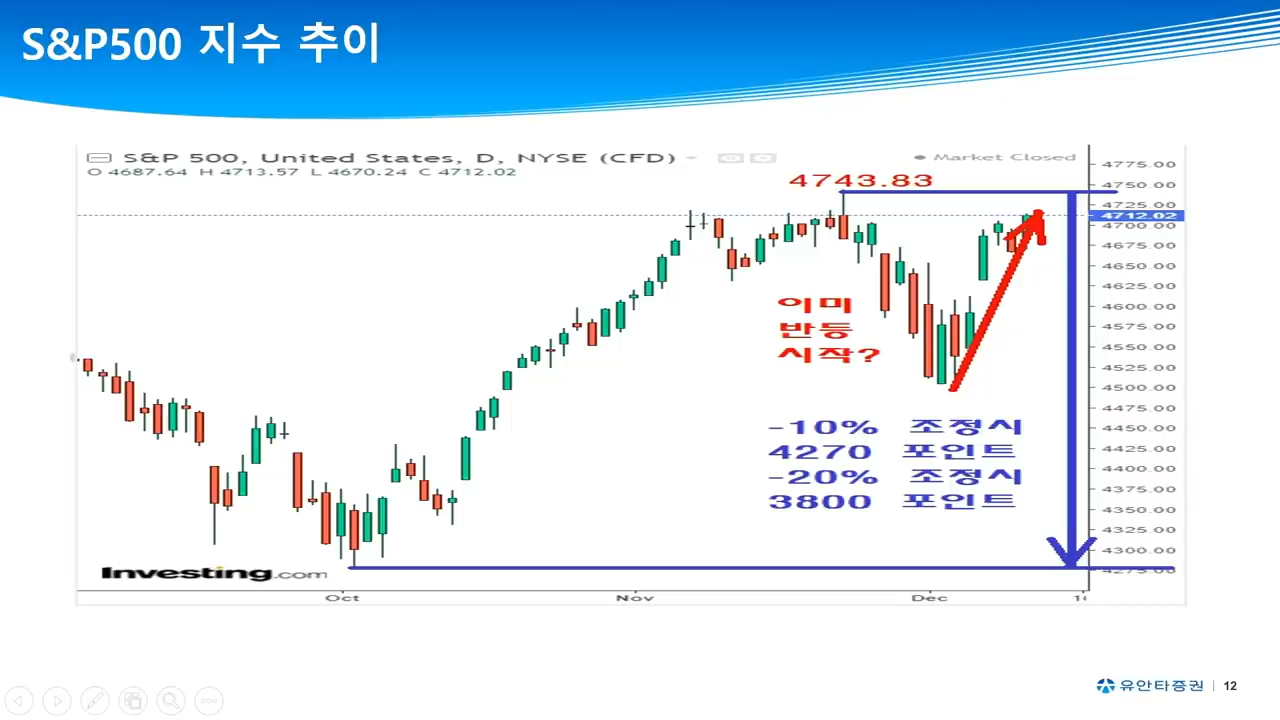 S&P500 지수 추이
S&P 500, United States, D, NYSE (CFD)
Market Closed
O 4687.64 H 4713.57 L 4670.24 C 4712.02
4743.83
4775.00
4750.00
4725.00
4712.02
4700.00
4675.00
4650.00
4625.00
4600.00
4575.00
4550.00
4525.00
4500.00
4475.00
4450.00
4425.00
4400.00
4375.00
4350.00
4325.00
4300.00
4275.00
이미
반등
시작?
-10% 조정시
4270 포인트
-20% 조정시
3800 포인트
Investing.com
Oct Nov Dec
유안타증권 | 12